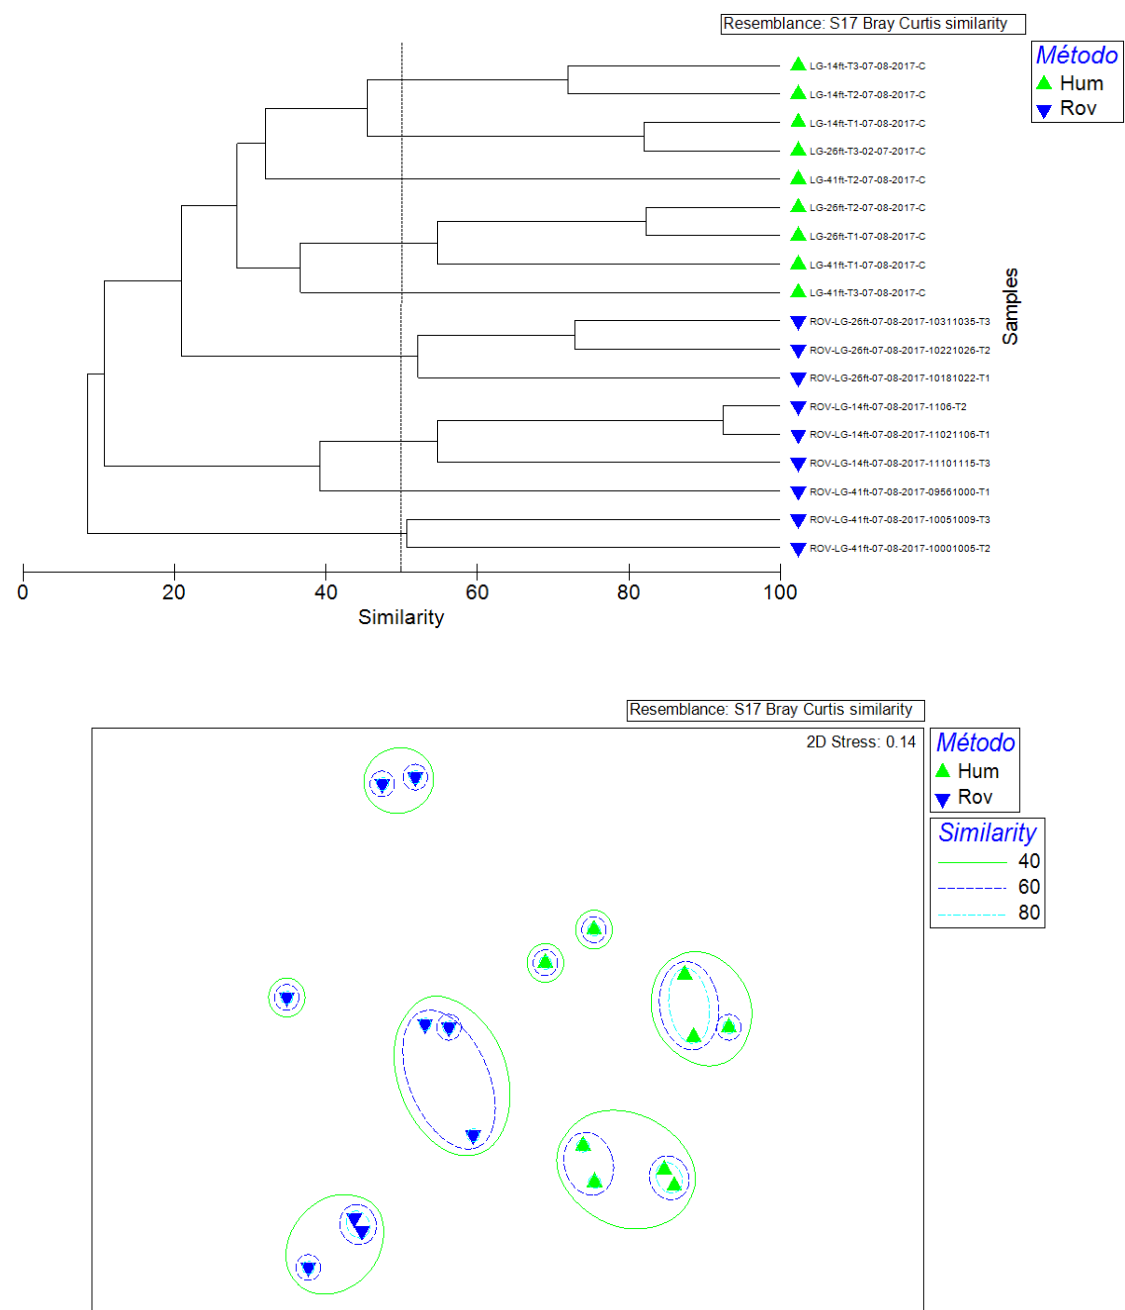 Resemblance: S17 Bray Curtis similarity
Método
Hum
Rov
LG-14ft-T3-07-08-2017-C
LG-14ft-T2-07-08-2017-C
LG-14ft-T1-07-08-2017-C
LG-26ft-T3-02-07-2017-C
LG-41ft-T2-07-08-2017-C
LG-26ft-T2-07-08-2017-C
LG-26ft-T1-07-08-2017-C
LG-41ft-T1-07-08-2017-C
LG-41ft-T3-07-08-2017-C
ROV-LG-26ft-07-08-2017-10311035-T3
ROV-LG-26ft-07-08-2017-10221026-T2
ROV-LG-26ft-07-08-2017-10181022-T1
ROV-LG-14ft-07-08-2017-1106-T2
ROV-LG-14ft-07-08-2017-11021106-T1
ROV-LG-14ft-07-08-2017-11101115-T3
ROV-LG-41ft-07-08-2017-09561000-T1
ROV-LG-41ft-07-08-2017-10051009-T3
ROV-LG-41ft-07-08-2017-10001005-T2
Samples
0 20 40 60 80 100
Similarity
Resemblance: S17 Bray Curtis similarity
2D Stress: 0.14
Método
Hum
Rov
Similarity
40
60
80